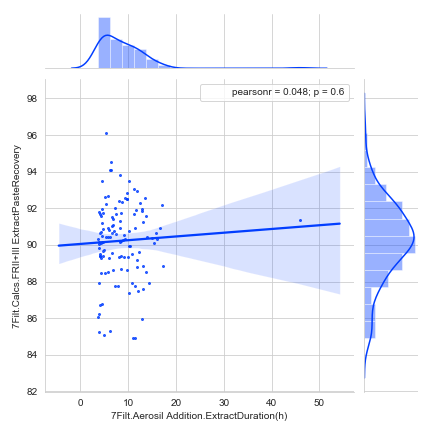 pearsonr = 0.048; p = 0.6
98
96
94
92
90
88
86
84
82
7Filt.Calcs.FRII+III ExtractPasteRecovery
0 10 20 30 40 50
7Filt.Aerosil Addition.ExtractDuration(h)